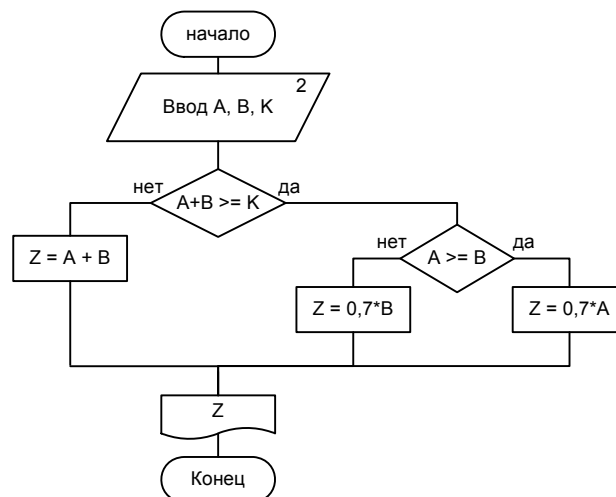 начало
2
Ввод A, B, K
нет
да
A+B >= K
Z = A + B
нет
да
A >= B
Z = 0,7*B
Z = 0,7*A
Z
Конец